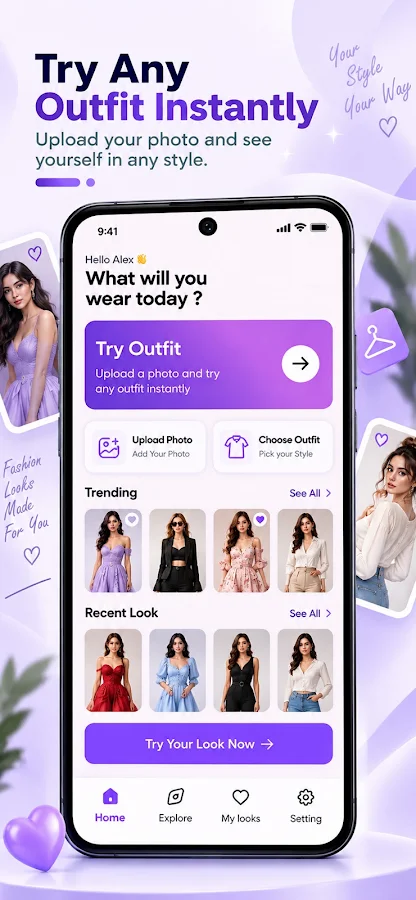 Try Any
Outfit Instantly
Upload your photo and see
yourself in any style.
Your
Style
Your Way
9:41
Hello Alex 👋
What will you
wear today ?
Try Outfit
Upload a photo and try
any outfit instantly
Upload Photo
Add Your Photo
Choose Outfit
Pick your Style
Fashion
Looks
Made
For You
Trending
See All >
Recent Look
See All >
Try Your Look Now →
Home
Explore
My looks
Setting